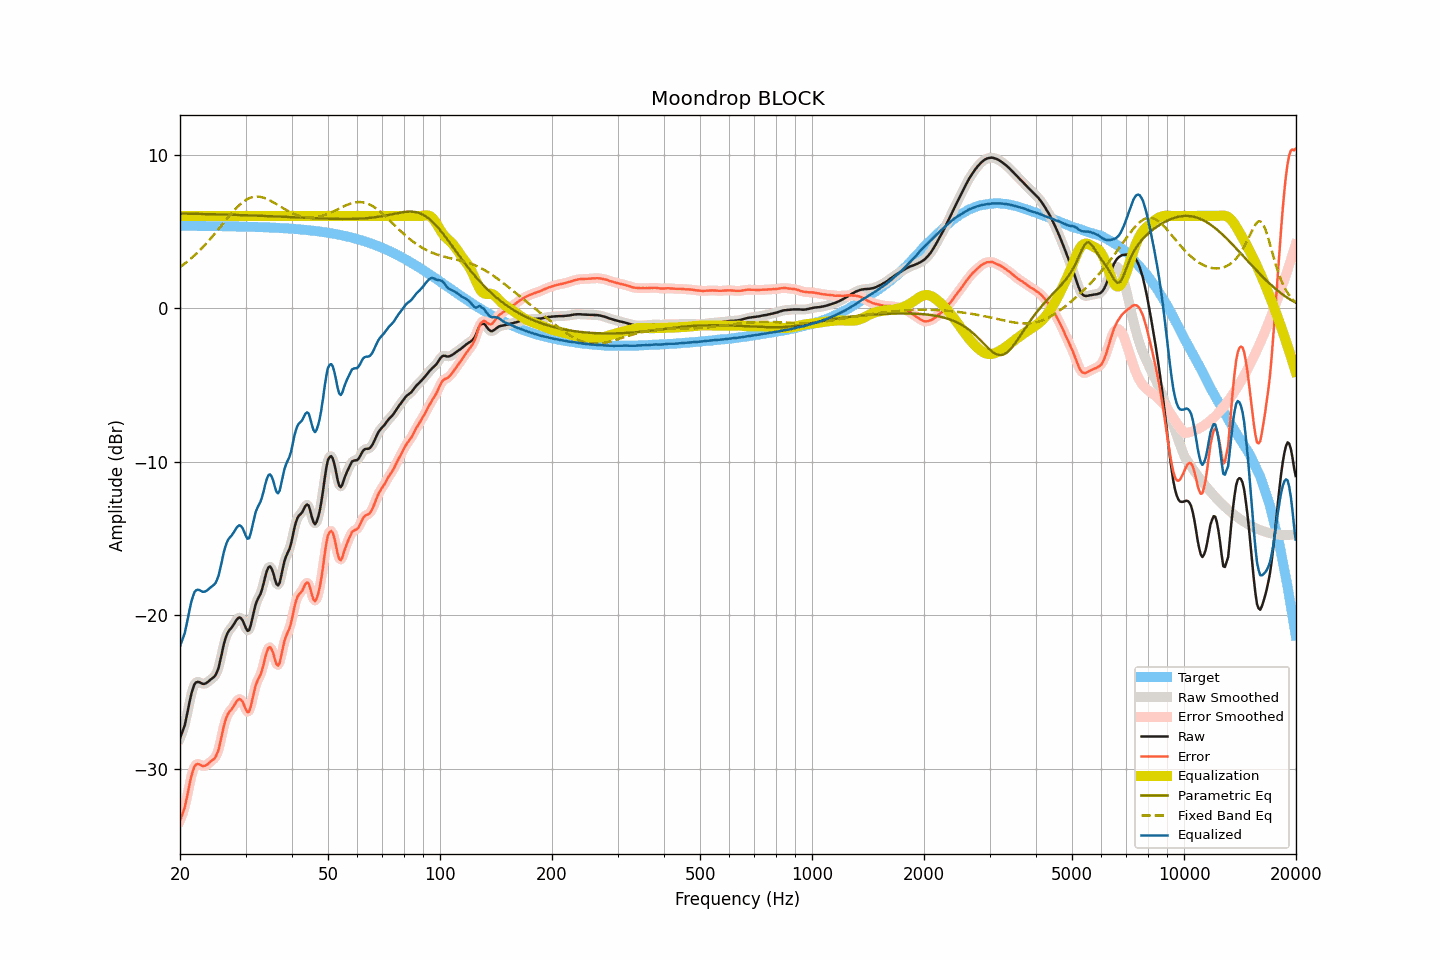 Moondrop BLOCK
Amplitude (dBr)
10
0
−10
−20
−30
20
50
100
200
500
1000
2000
5000
10000
20000
Frequency (Hz)
Target
Raw Smoothed
Error Smoothed
Raw
Error
Equalization
Parametric Eq
Fixed Band Eq
Equalized